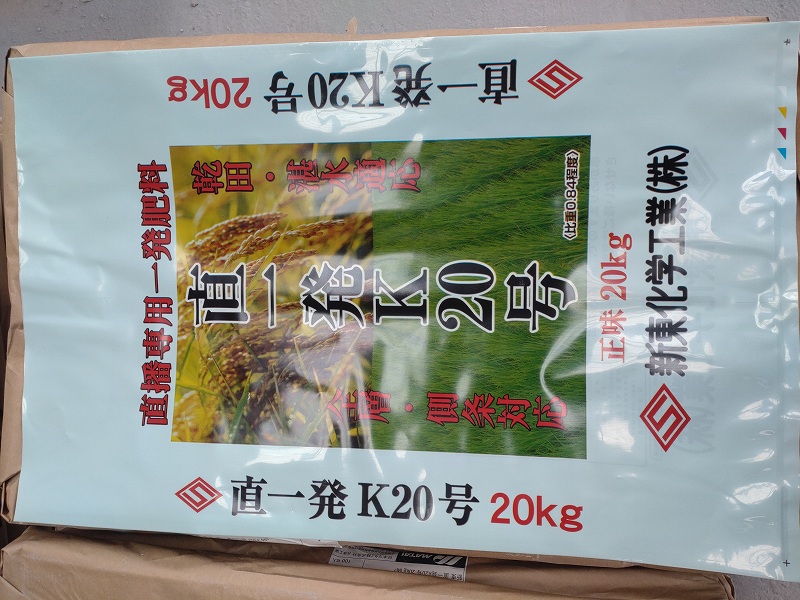 直播専用一発肥料
乾田・湛水適応
直一発K20号
全層・側条対応
〈比重0.84程度〉
正味 20kg
新東化学工業(株)
直一発K20号 20kg
直一発K20号 20kg